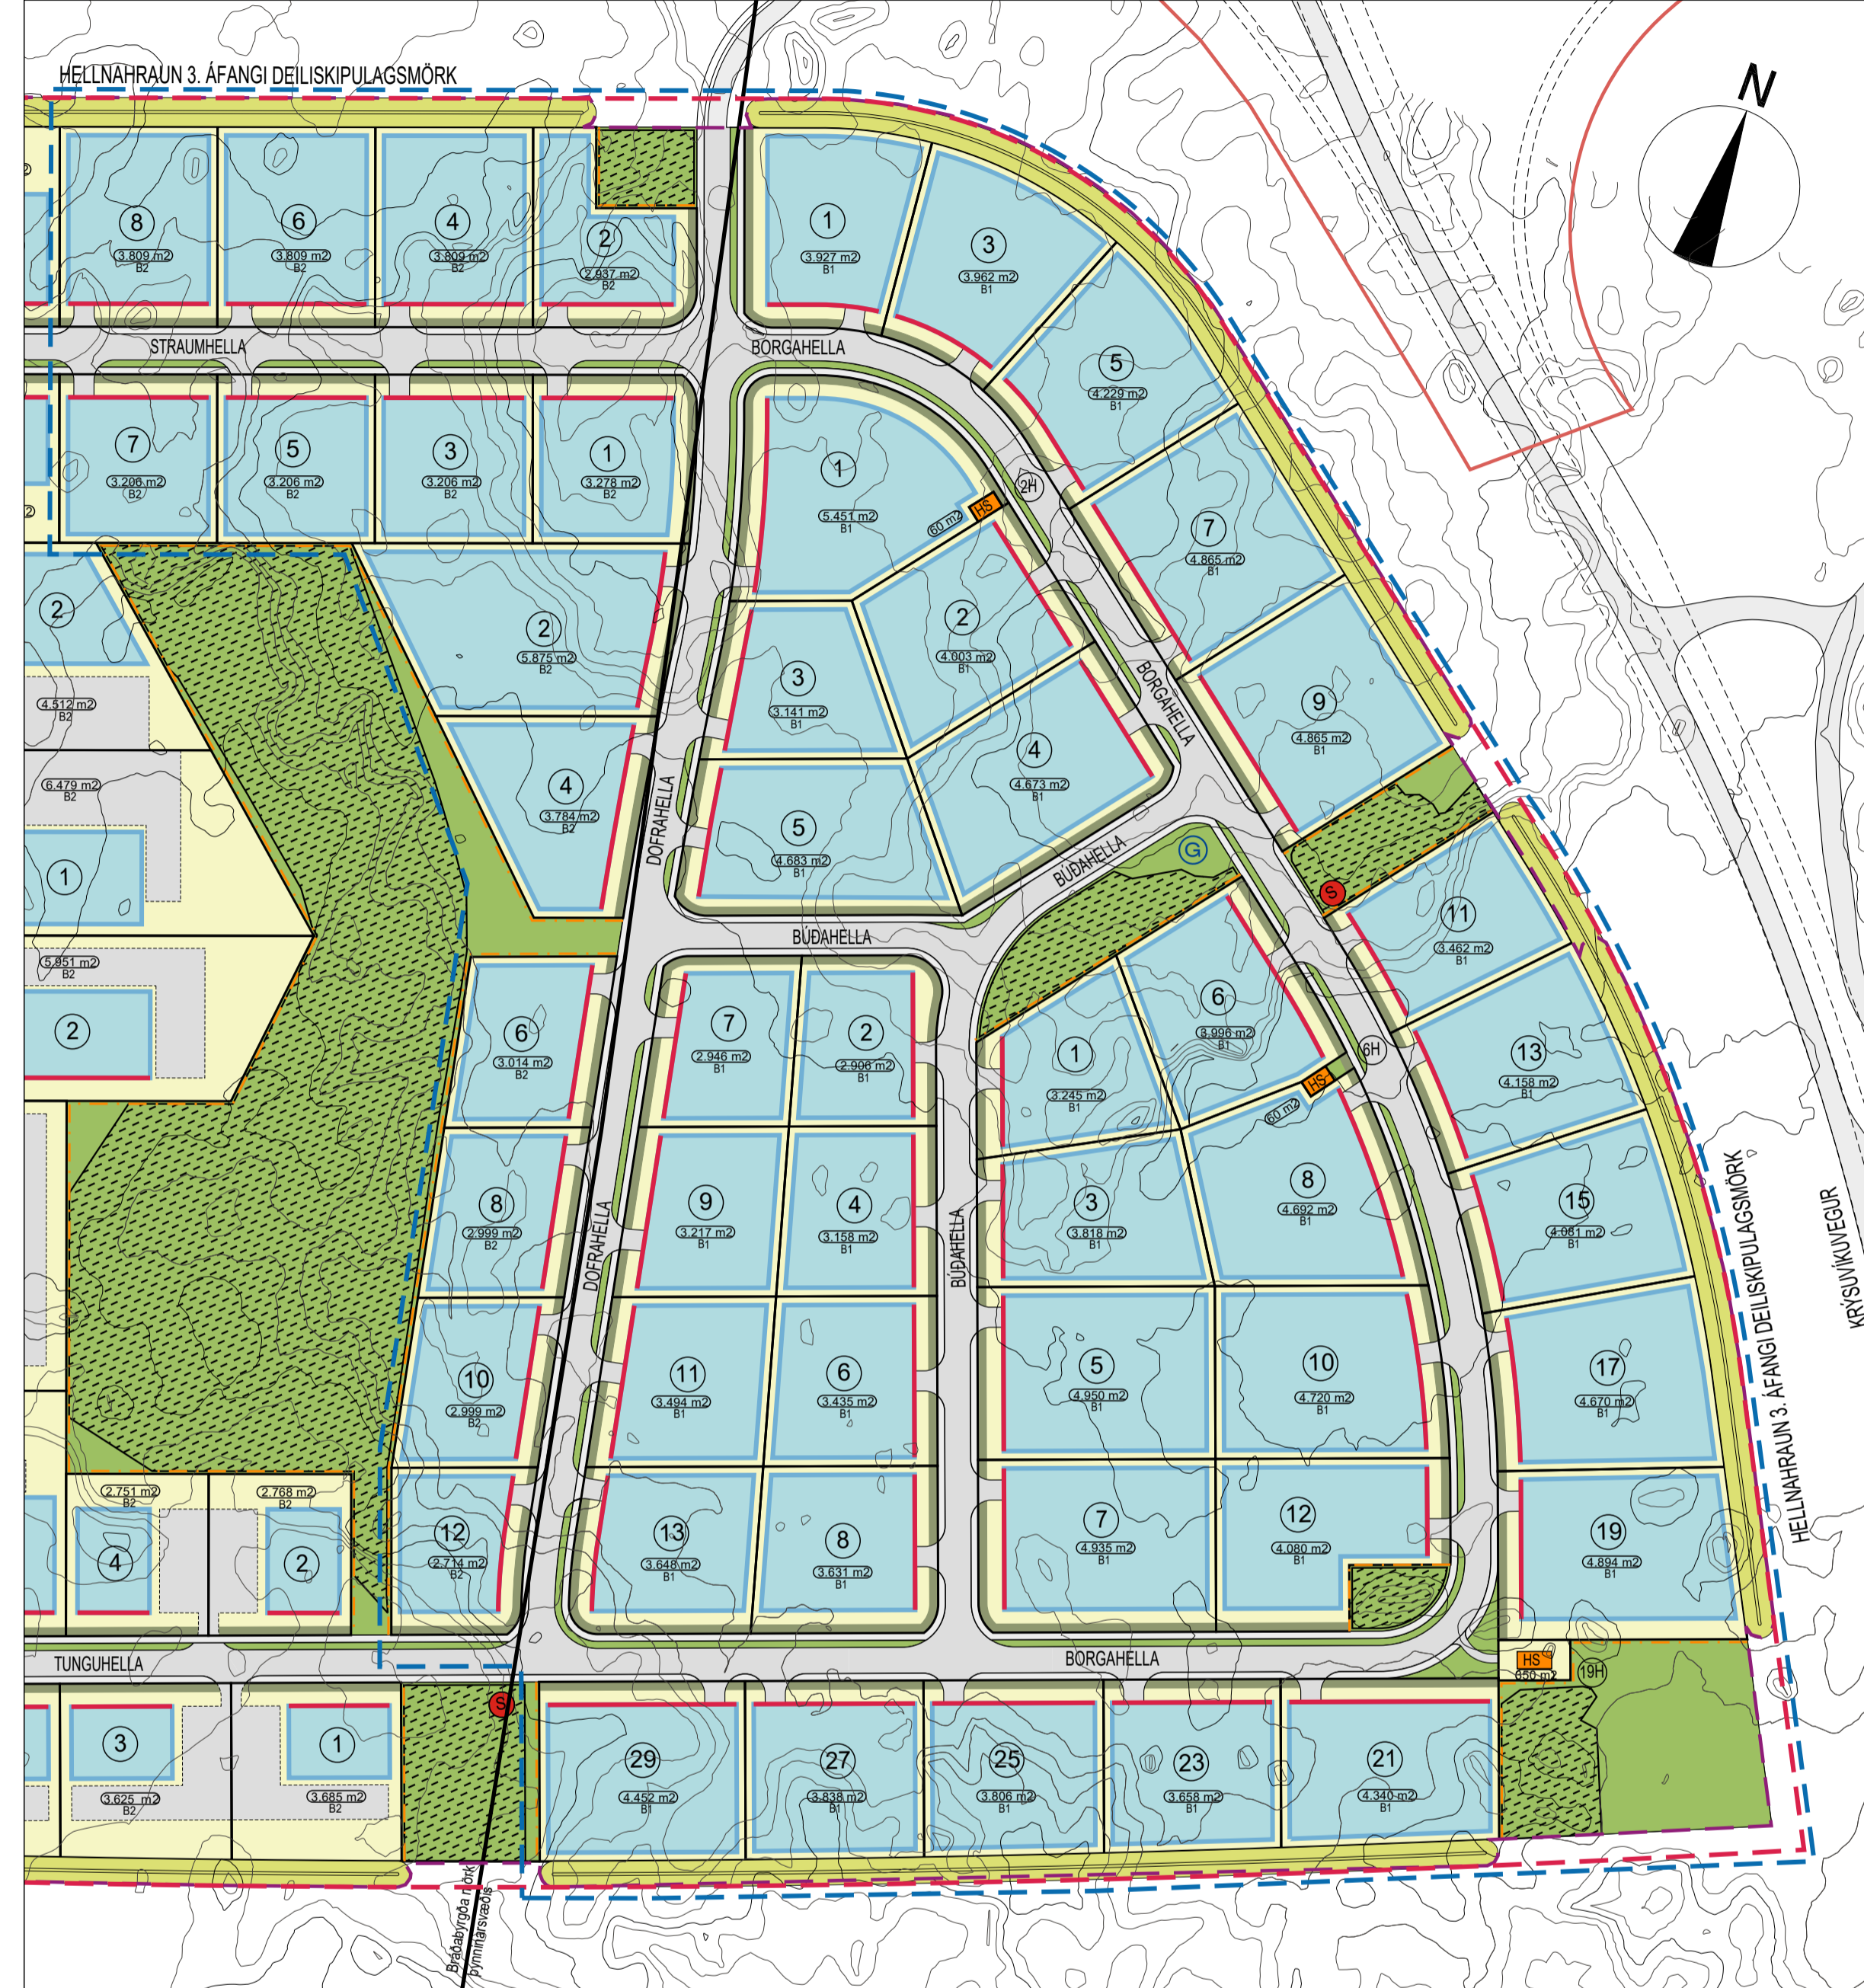 HELLNAHRAUN 3. ÁFANGI DEILISKIPULAGSMÖRK
N
8
3.809 m2
B2
6
3.809 m2
B2
4
3.809 m2
B2
2
2.937 m2
B2
1
3.927 m2
B1
3
3.962 m2
B1
5
4.229 m2
B1
STRAUMHELLA
BORGAHELLA
7
3.206 m2
B2
5
3.206 m2
B2
3
3.206 m2
B2
1
3.278 m2
B2
1
5.451 m2
B1
60 m2
HS
2H
7
4.865 m2
B1
2
4.512 m2
B2
2
5.875 m2
B2
3
3.141 m2
B1
2
4.003 m2
B1
BORGAHELLA
9
4.865 m2
B1
6.479 m2
B2
4
3.784 m2
B2
DOFRAHELLA
5
4.683 m2
B1
4
4.673 m2
B1
BÚÐAHELLA
G
S
1
11
3.462 m2
B1
5.951 m2
B2
2
BÚÐAHELLA
6
3.014 m2
B2
7
2.946 m2
B1
2
2.906 m2
B1
1
3.245 m2
B1
6
3.996 m2
B1
6H
HS
60 m2
13
4.158 m2
B1
8
2.999 m2
B2
DOFRAHELLA
9
3.217 m2
B1
4
3.158 m2
B1
BÚÐAHELLA
3
3.818 m2
B1
8
4.692 m2
B1
15
4.081 m2
B1
HELLNAHRAUN 3. ÁFANGI DEILISKIPULAGSMÖRK
KRÝSUVÍKUVEGUR
10
2.999 m2
B2
11
3.494 m2
B1
6
3.435 m2
B1
5
4.950 m2
B1
10
4.720 m2
B1
17
4.670 m2
B1
2.751 m2
B2
4
2.768 m2
B2
2
12
2.714 m2
B2
13
3.648 m2
B1
8
3.631 m2
B1
7
4.935 m2
B1
12
4.080 m2
B1
19
4.894 m2
B1
TUNGUHELLA
BORGAHELLA
HS
19H
S
3
3.625 m2
B2
1
3.685 m2
B2
29
4.452 m2
B1
27
3.838 m2
B1
25
3.806 m2
B1
23
3.658 m2
B1
21
4.340 m2
B1
Bráðabyrgða mörk
þynninarsvæðis